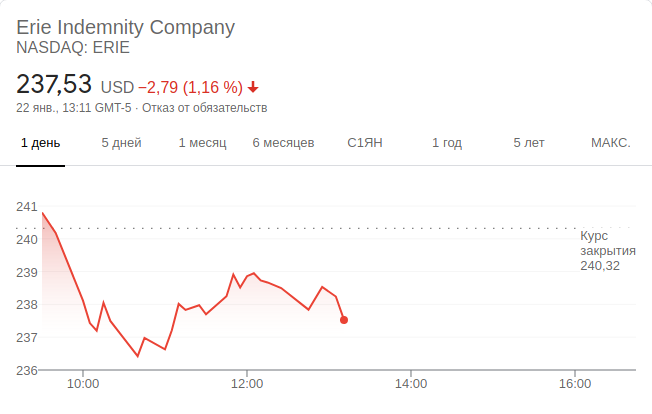 Erie Indemnity Company
NASDAQ: ERIE
237,53 USD −2,79 (1,16 %)
22 янв., 13:11 GMT-5 · Отказ от обязательств
1 день 5 дней 1 месяц 6 месяцев С1ЯН 1 год 5 лет МАКС.
241
240
239
238
237
236
Курс
закрытия
240,32
10:00 12:00 14:00 16:00